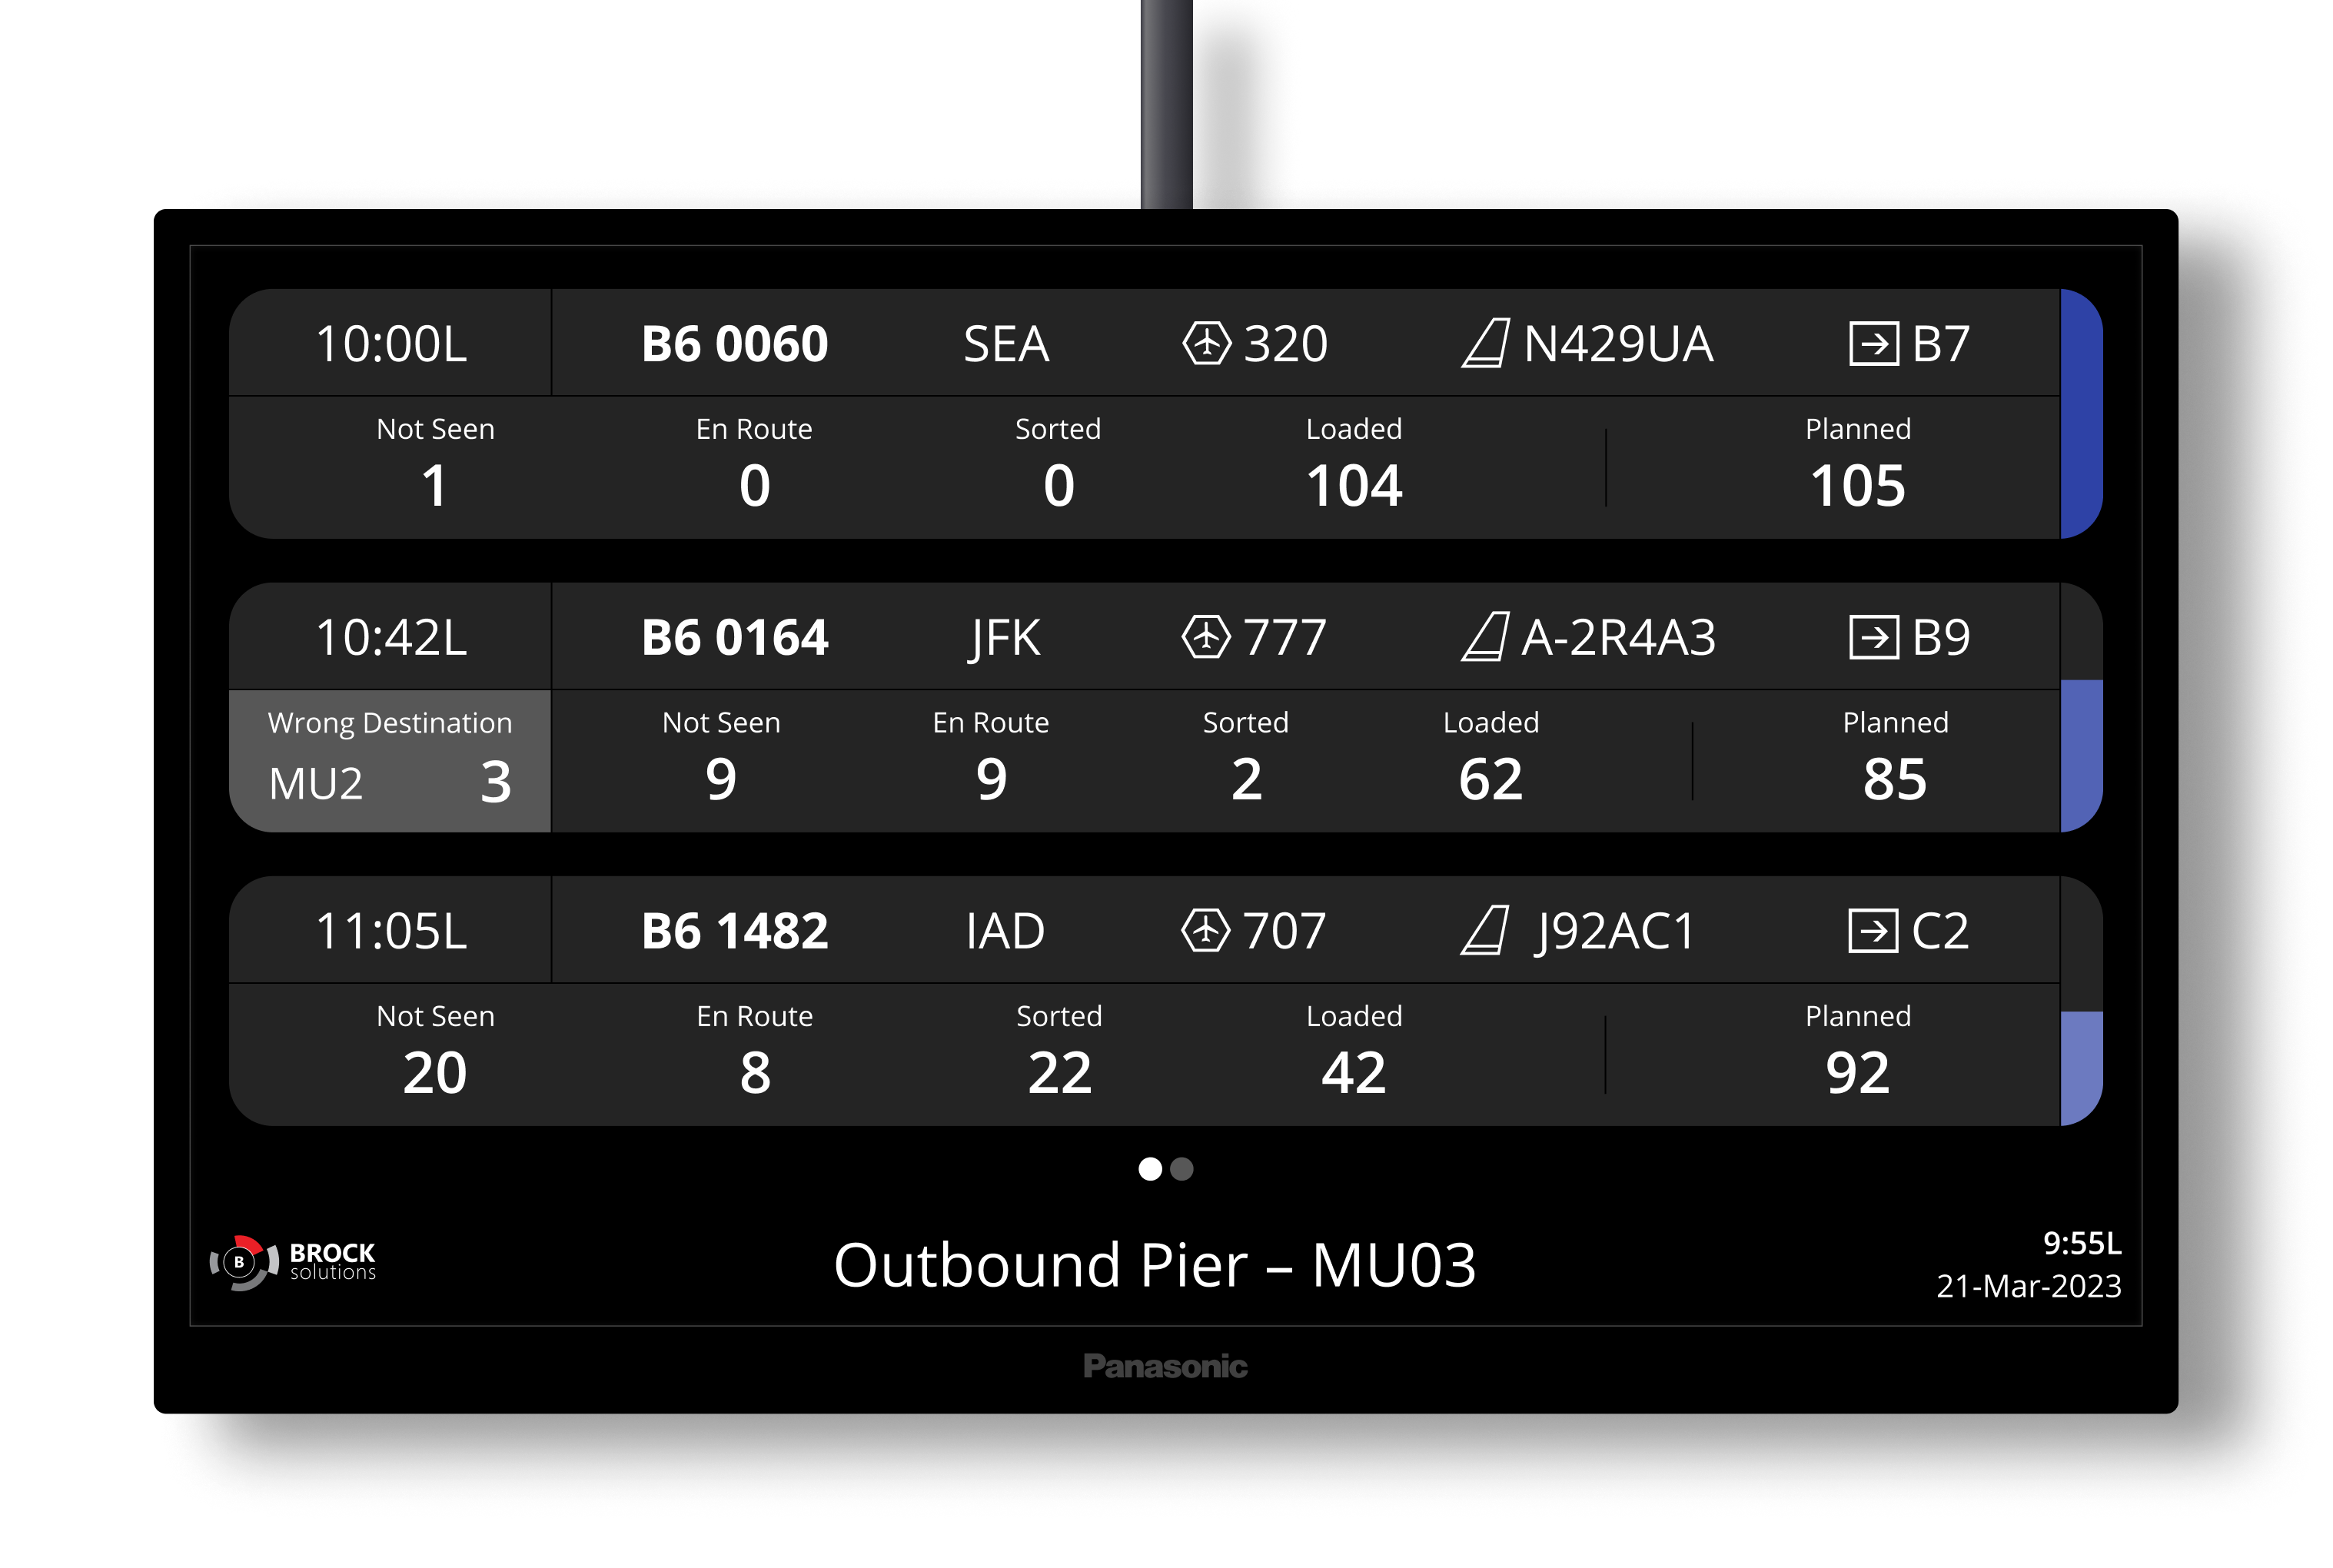 10:00L B6 0060 SEA 320 N429UA B7
Not Seen En Route Sorted Loaded Planned
1 0 0 104 105
10:42L B6 0164 JFK 777 A-2R4A3 B9
Wrong Destination Not Seen En Route Sorted Loaded Planned
MU2 3 9 9 2 62 85
11:05L B6 1482 IAD 707 J92AC1 C2
Not Seen En Route Sorted Loaded Planned
20 8 22 42 92
B BROCK
solutions
Outbound Pier – MU03
9:55L
21-Mar-2023
Panasonic